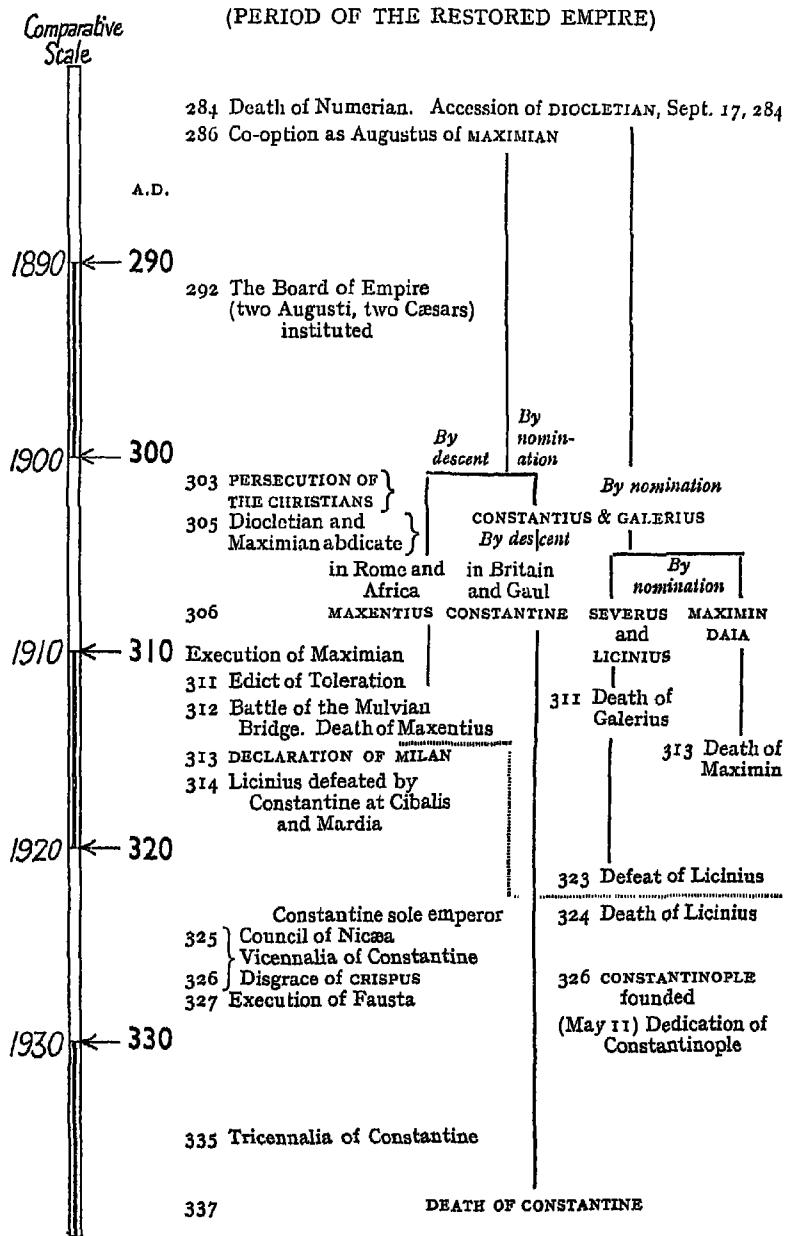 (PERIOD OF THE RESTORED EMPIRE)
Comparative
Scale
284 Death of Numerian. Accession of DIOCLETIAN, Sept. 17, 284
286 Co-option as Augustus of MAXIMIAN
A.D.
1890 290
292 The Board of Empire
(two Augusti, two Cæsars)
instituted
1900 300
By
descent
By
nomin-
ation
303 PERSECUTION OF
THE CHRISTIANS
By nomination
305 Diocletian and
Maximian abdicate
CONSTANTIUS & GALERIUS
By descent
By
nomination
in Rome and
Africa
in Britain
and Gaul
306 MAXENTIUS CONSTANTINE SEVERUS
and
LICINIUS
MAXIMIN
DAIA
1910 310 Execution of Maximian
311 Edict of Toleration
312 Battle of the Mulvian
Bridge. Death of Maxentius
311 Death of
Galerius
313 DECLARATION OF MILAN
313 Death of
Maximin
314 Licinius defeated by
Constantine at Cibalis
and Mardia
1920 320
323 Defeat of Licinius
Constantine sole emperor
324 Death of Licinius
325 Council of Nicæa
Vicennalia of Constantine
326 Disgrace of CRISPUS
327 Execution of Fausta
326 CONSTANTINOPLE
founded
(May 11) Dedication of
Constantinople
1930 330
335 Tricennalia of Constantine
337 DEATH OF CONSTANTINE